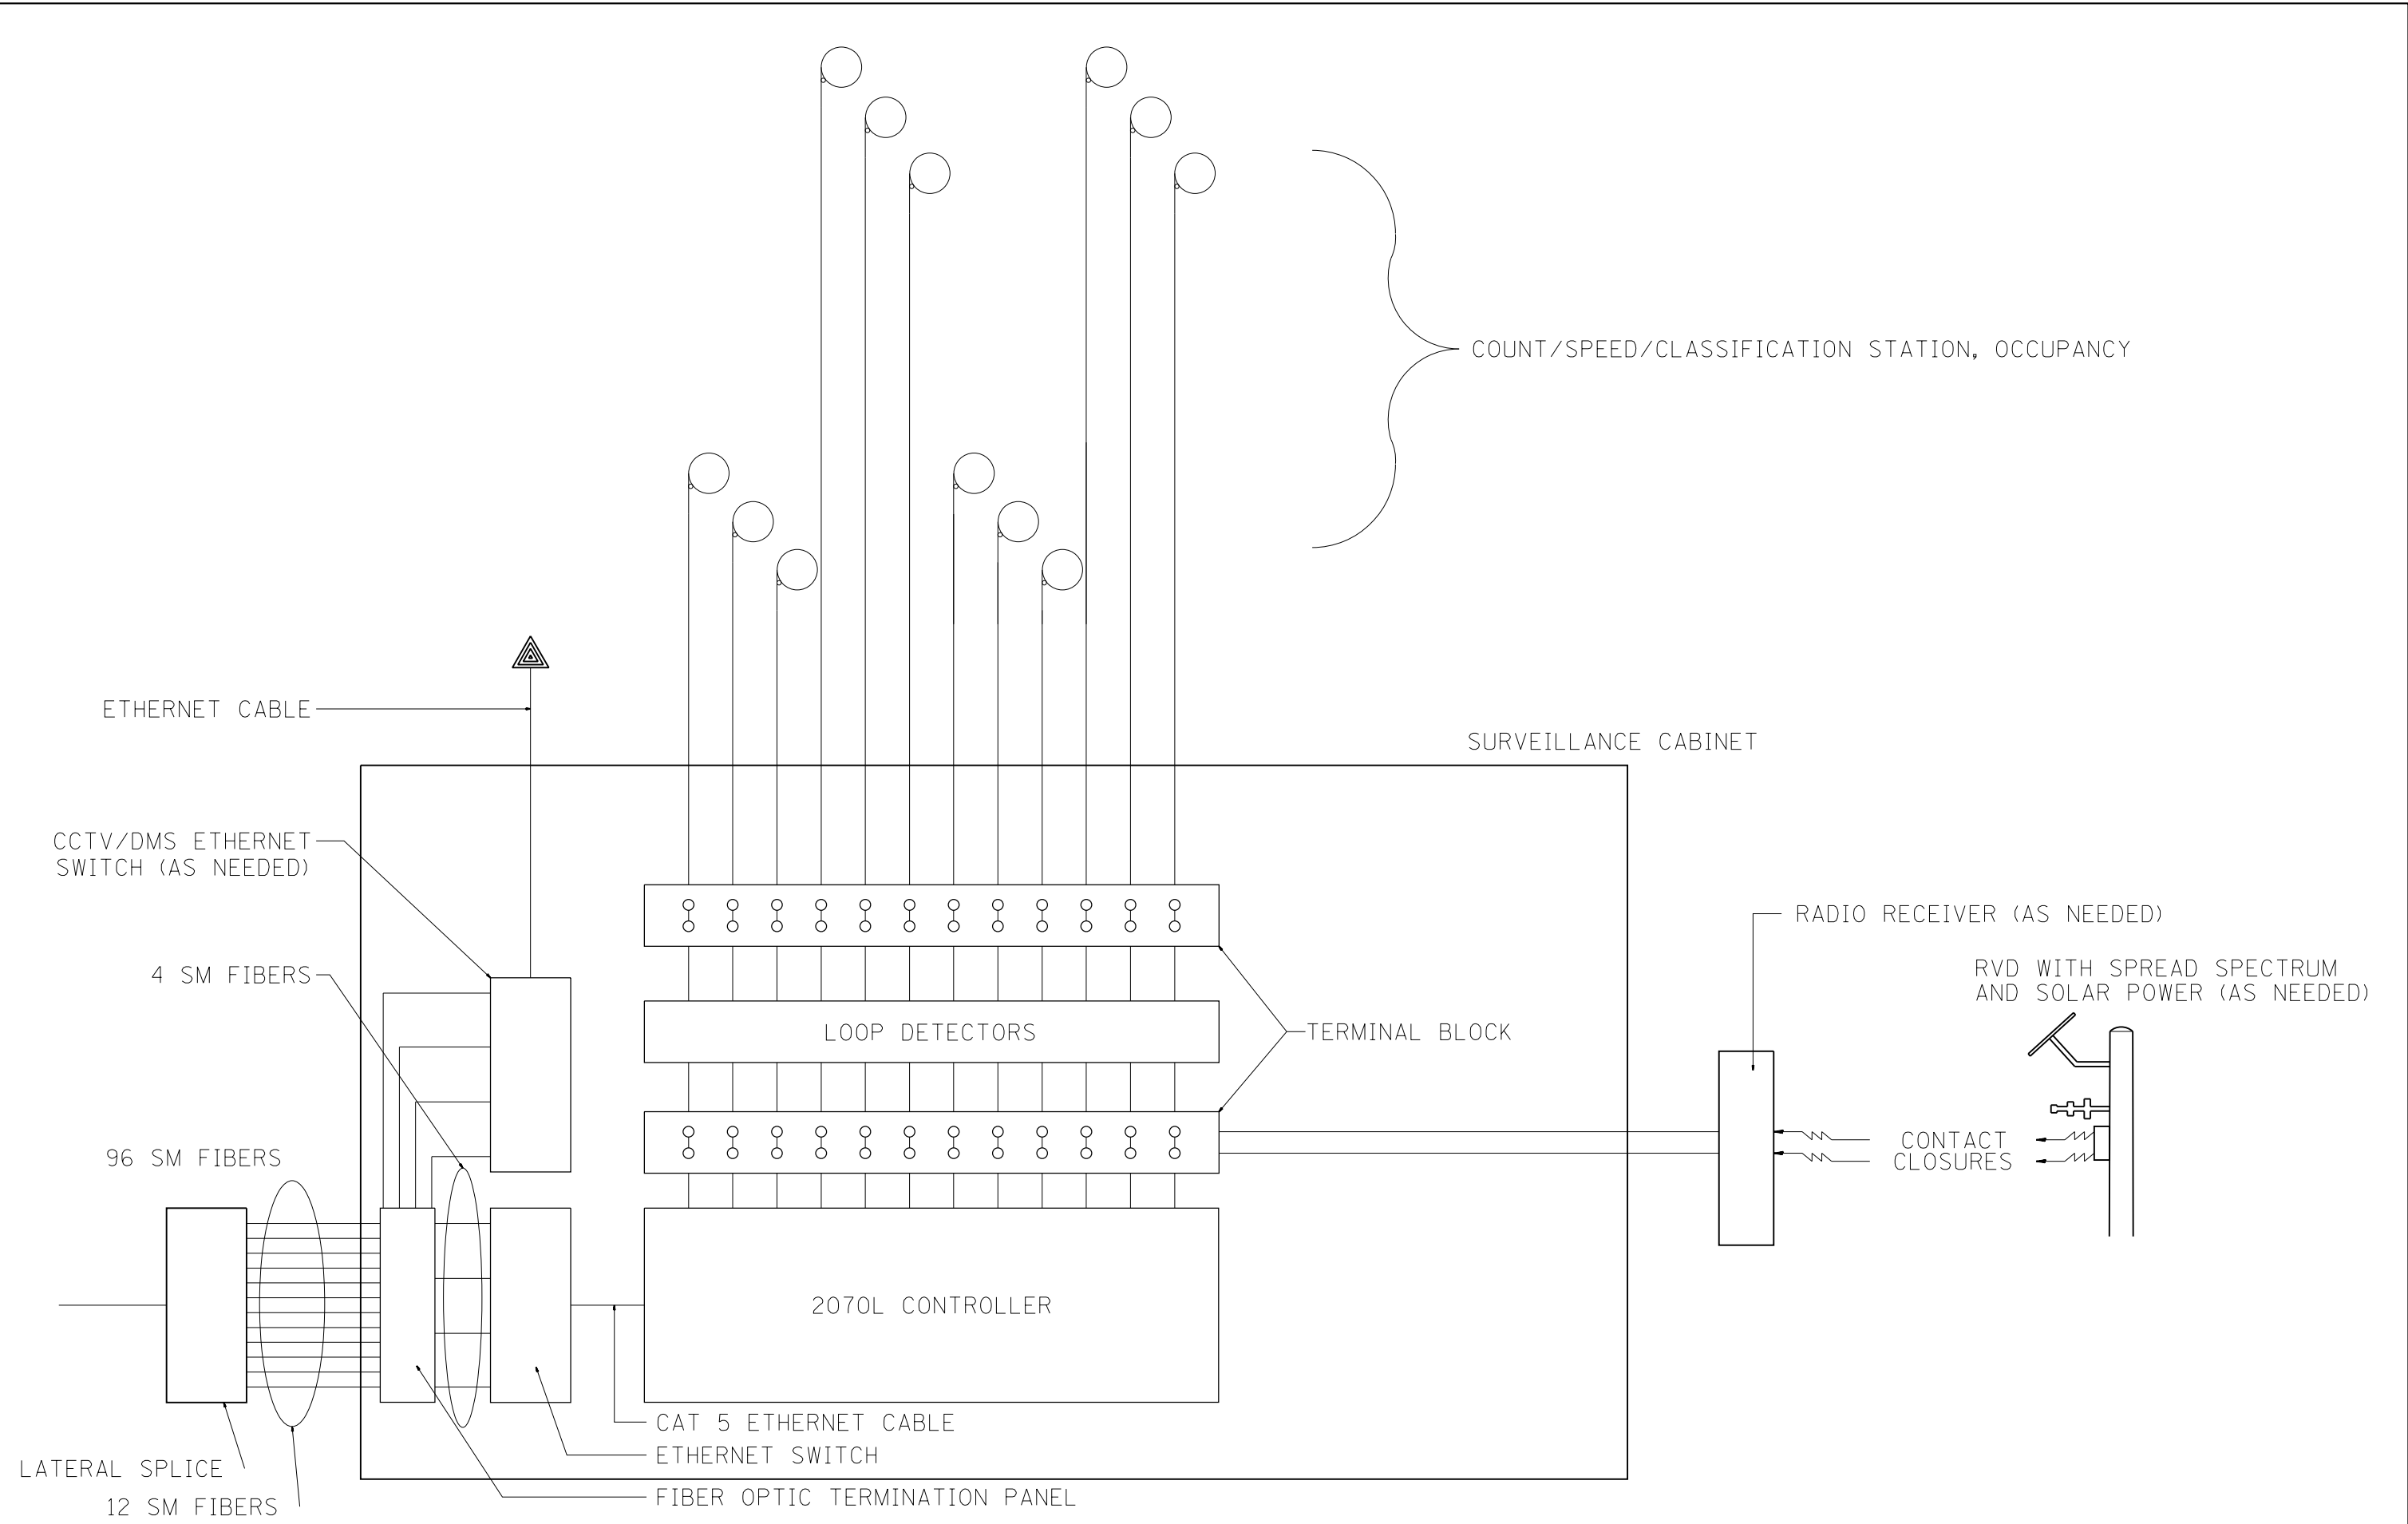 COUNT/SPEED/CLASSIFICATION STATION, OCCUPANCY
ETHERNET CABLE
SURVEILLANCE CABINET
CCTV/DMS ETHERNET
SWITCH (AS NEEDED)
RADIO RECEIVER (AS NEEDED)
4 SM FIBERS
RVD WITH SPREAD SPECTRUM
AND SOLAR POWER (AS NEEDED)
LOOP DETECTORS
TERMINAL BLOCK
96 SM FIBERS
CONTACT
CLOSURES
2070L CONTROLLER
CAT 5 ETHERNET CABLE
ETHERNET SWITCH
LATERAL SPLICE
FIBER OPTIC TERMINATION PANEL
12 SM FIBERS